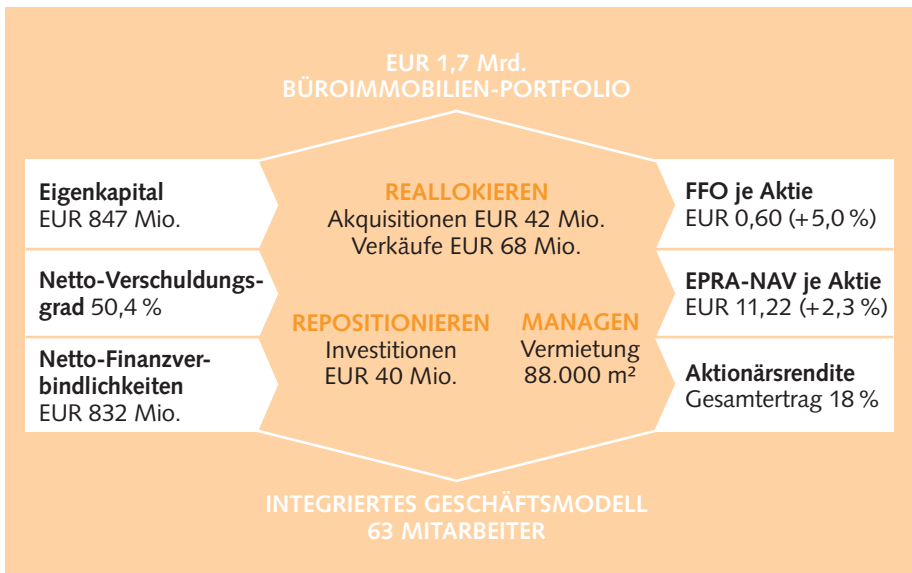 EUR 1,7 Mrd.
BÜROIMMOBILIEN-PORTFOLIO
Eigenkapital
EUR 847 Mio.
Netto-Verschuldungs-
grad 50,4 %
Netto-Finanzver-
bindlichkeiten
EUR 832 Mio.
REALLOKIEREN
Akquisitionen EUR 42 Mio.
Verkäufe EUR 68 Mio.
REPOSITIONIEREN
Investitionen
EUR 40 Mio.
MANAGEN
Vermietung
88.000 m²
FFO je Aktie
EUR 0,60 (+5,0 %)
EPRA-NAV je Aktie
EUR 11,22 (+2,3 %)
Aktionärsrendite
Gesamtertrag 18 %
INTEGRIERTES GESCHÄFTSMODELL
63 MITARBEITER